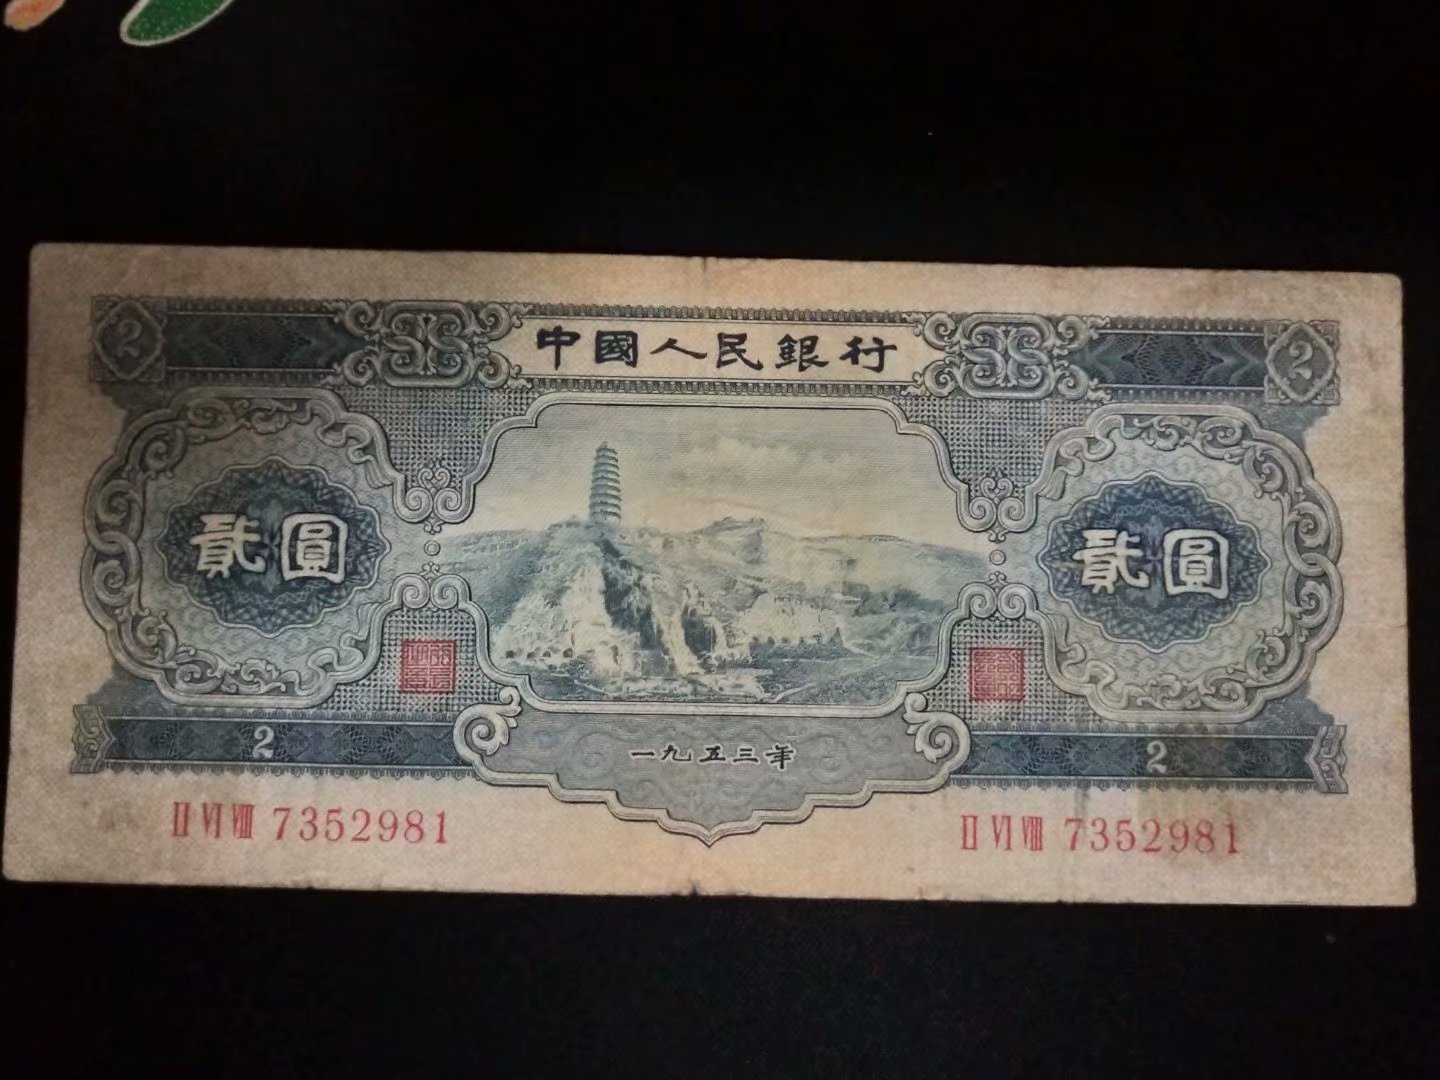 2 中國人民銀行 2
貳圓 貳圓
2 一九五三年 2
II VI VIII 7352981 II VI VIII 7352981